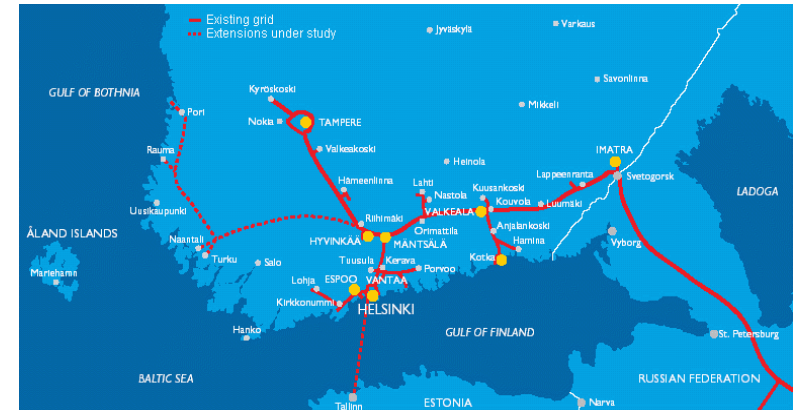 Existing grid
Extensions under study
Jyväskylä
Varkaus
Savonlinna
GULF OF BOTHNIA
Kyröskoski
Mikkeli
Pori
Nokia
TAMPERE
Valkeakoski
Rauma
Heinola
IMATRA
Svetogorsk
Lappeenranta
LADOGA
Hämeenlinna
Lahti
Nastola
Kuusankoski
Kouvola
Luumäki
Uusikaupunki
VALKEALA
Riihimäki
Orimattila
Anjalankoski
ÅLAND ISLANDS
Naantali
HYVINKÄÄ
MÄNTSÄLÄ
Hamina
Vyborg
Turku
Salo
Tuusula
Kerava
Porvoo
Kotka
Mariehamn
Lohja
ESPOO
VANTAA
Kirkkonummi
HELSINKI
Hanko
GULF OF FINLAND
St. Petersburg
BALTIC SEA
RUSSIAN FEDERATION
Tallinn
ESTONIA
Narva